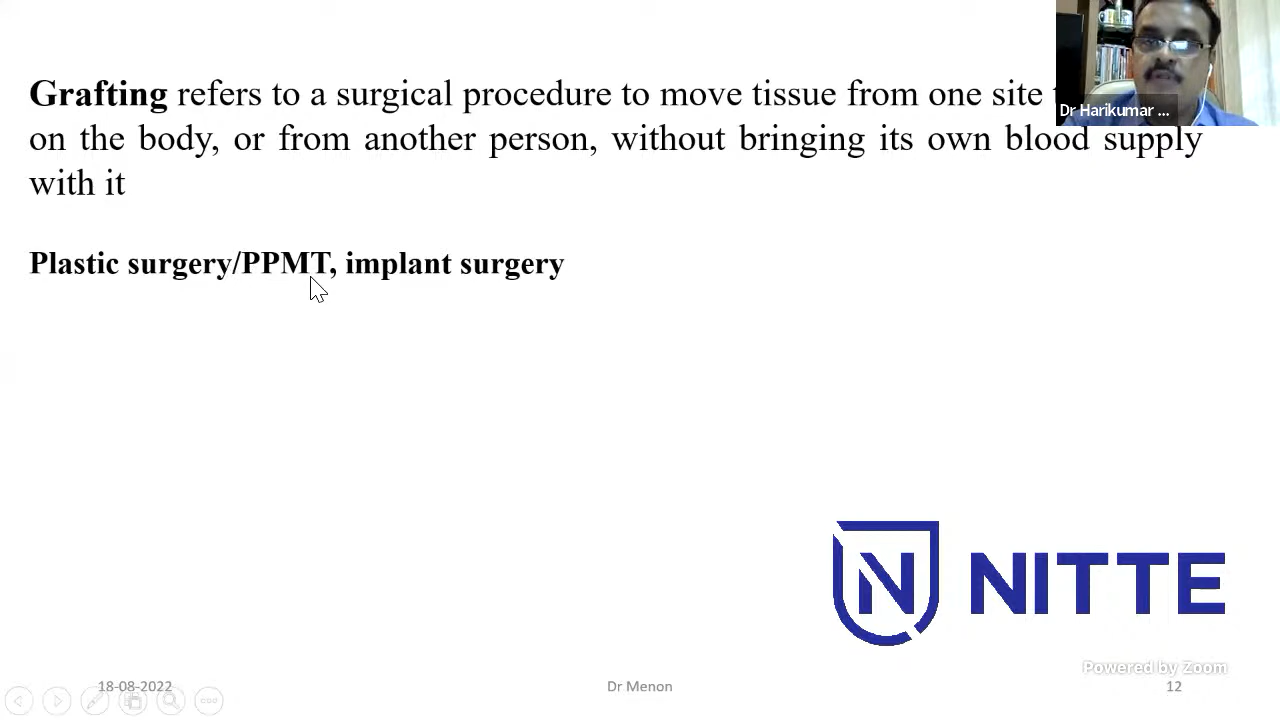 Grafting refers to a surgical procedure to move tissue from one site
Dr Harikumar ...
on the body, or from another person, without bringing its own blood supply
with it
Plastic surgery/PPMT, implant surgery
N NITTE
Powered by Zoom
18-08-2022 Dr Menon 12